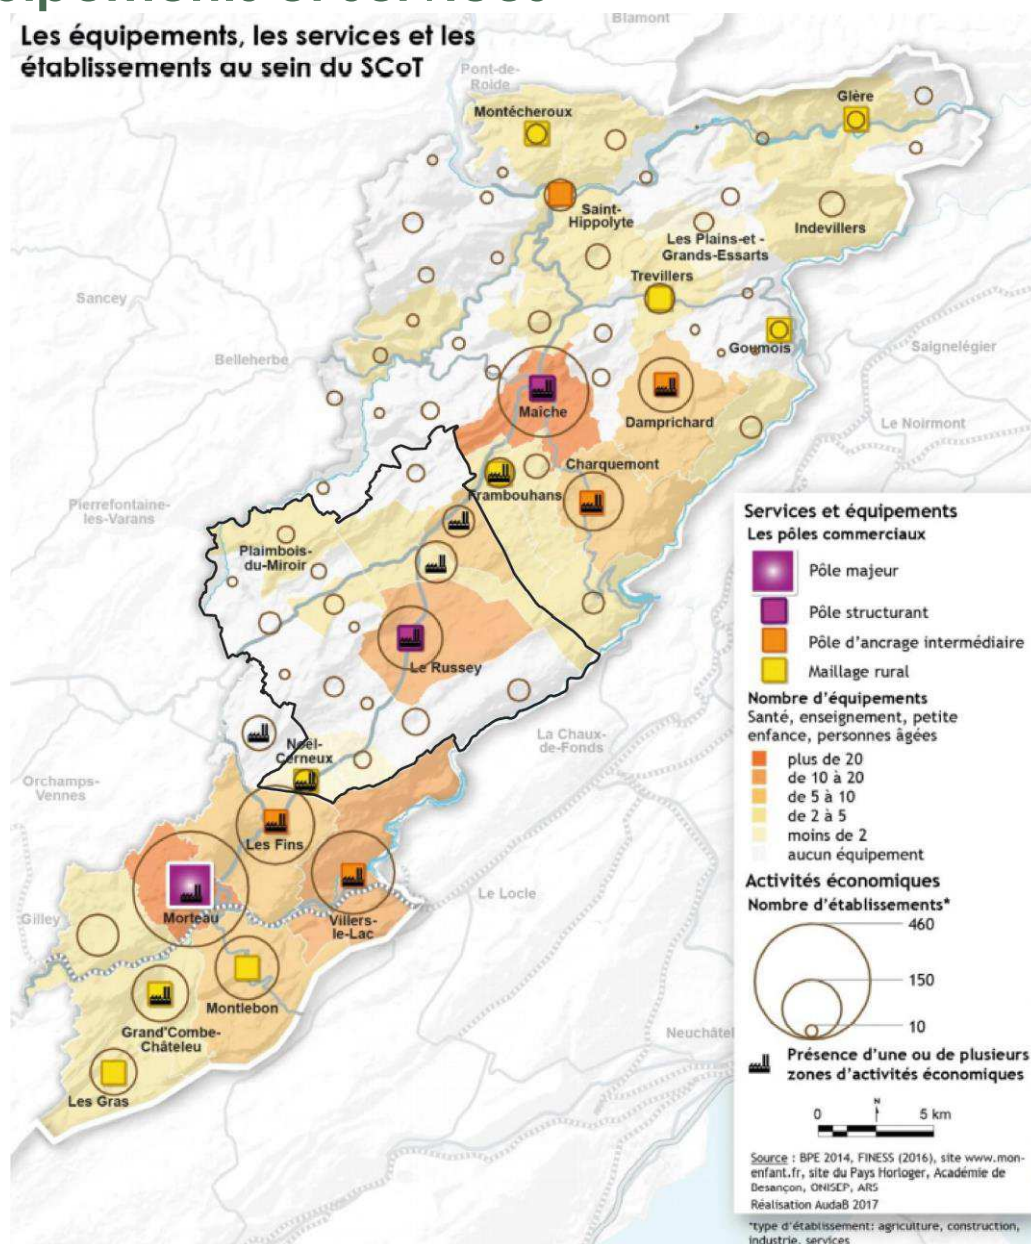 Les équipements, les services et les
établissements au sein du SCoT
Blamont
Pont-de-
Roide
Montécheroux
Glère
Saint-
Hippolyte
Les Plains-et -
Grands-Essarts
Indevillers
Trevillers
Sancey
Belleherbe
Goumois
Saignelégier
Maîche
Damprichard
Le Noirmont
Charquemont
Frambouhans
Pierrefontaine-
les-Varans
Plaimbois-
du-Miroir
Le Russey
La Chaux-
de-Fonds
Noël-
Cerneux
Orchamps-
Vennes
Les Fins
Le Locle
Gilley
Morteau
Villers-
le-Lac
Montlebon
Grand'Combe-
Châteleu
Neuchâtel
Les Gras
Services et équipements
Les pôles commerciaux
Pôle majeur
Pôle structurant
Pôle d'ancrage intermédiaire
Maillage rural
Nombre d'équipements
Santé, enseignement, petite
enfance, personnes âgées
plus de 20
de 10 à 20
de 5 à 10
de 2 à 5
moins de 2
aucun équipement
Activités économiques
Nombre d'établissements*
460
150
10
Présence d'une ou de plusieurs
zones d'activités économiques
N
0 5 km
Source : BPE 2014, FINESS (2016), site www.mon-
enfant.fr, site du Pays Horloger, Académie de
Besançon, ONISEP, ARS
Réalisation AudaB 2017
*type d'établissement: agriculture, construction,
industrie, services